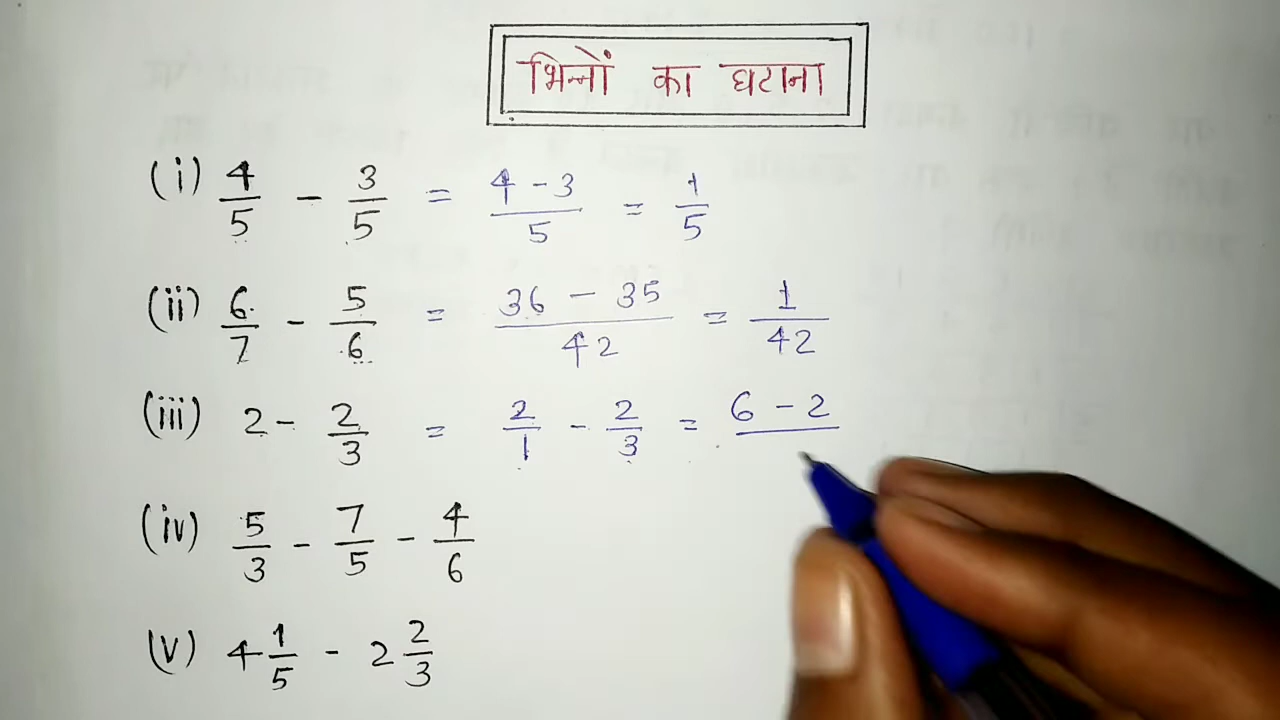 भिन्नों का घटाना
(i) 4/5 - 3/5 = 4 - 3/5 = 1/5
(ii) 6/7 - 5/6 = 36 - 35/42 = 1/42
(iii) 2 - 2/3 = 2/1 - 2/3 = 6 - 2/
(iv) 5/3 - 7/5 - 4/6
(v) 4 1/5 - 2 2/3